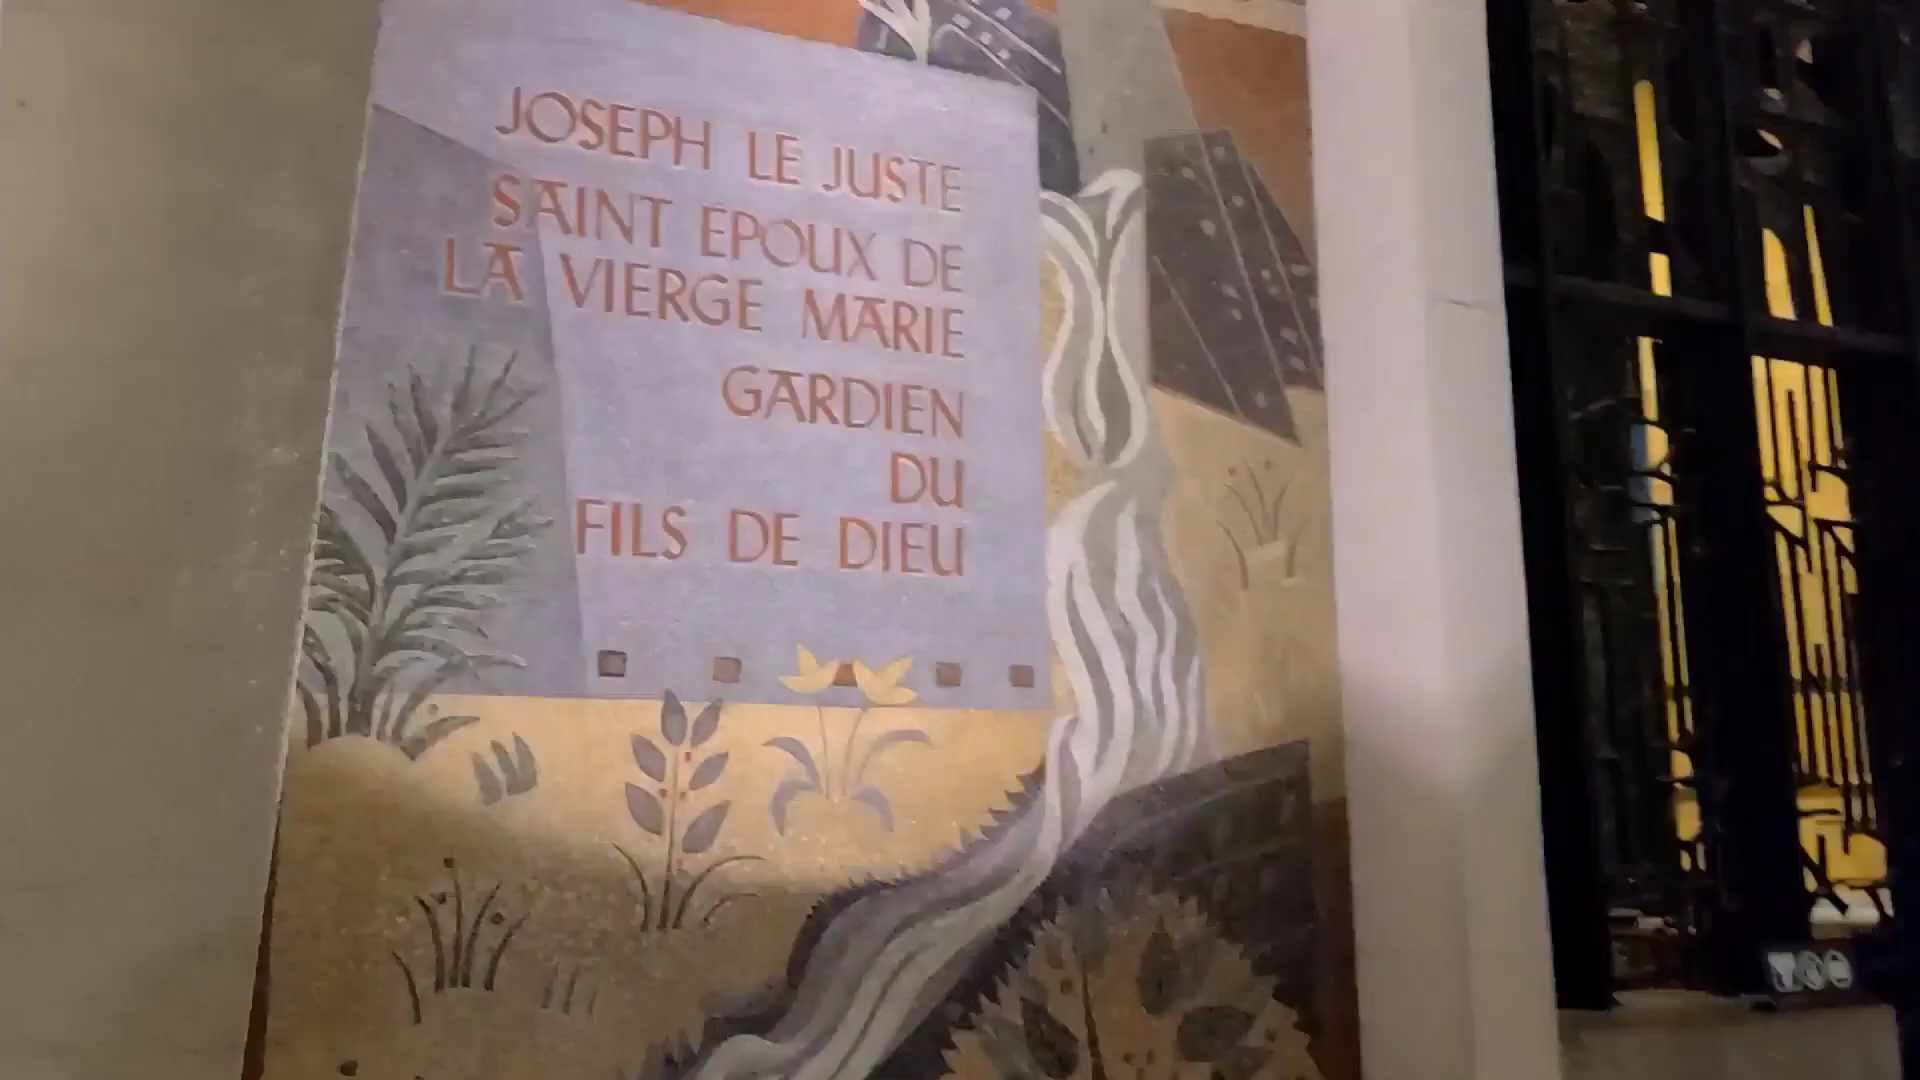 JOSEPH LE JUSTE
SAINT EPOUX DE
LA VIERGE MARIE
GARDIEN
DU
FILS DE DIEU